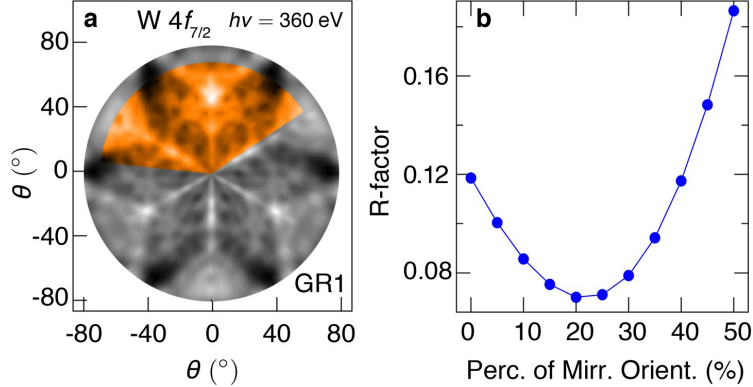 a W 4f7/2 hν = 360 eV
80
40
0
-40
-80
θ (°)
GR1
-80 -40 0 40 80
θ (°)
b
0.16
0.12
0.08
R-factor
0 10 20 30 40 50
Perc. of Mirr. Orient. (%)